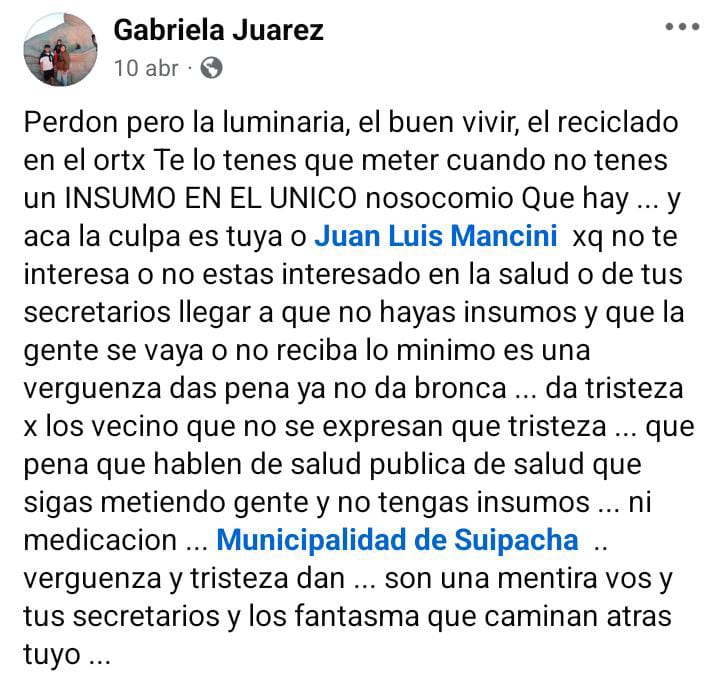 Gabriela Juarez
10 abr ·
Perdon pero la luminaria, el buen vivir, el reciclado
en el ortx Te lo tenes que meter cuando no tenes
un INSUMO EN EL UNICO nosocomio Que hay ... y
aca la culpa es tuya o Juan Luis Mancini xq no te
interesa o no estas interesado en la salud o de tus
secretarios llegar a que no hayas insumos y que la
gente se vaya o no reciba lo minimo es una
verguenza das pena ya no da bronca ... da tristeza
x los vecino que no se expresan que tristeza ... que
pena que hablen de salud publica de salud que
sigas metiendo gente y no tengas insumos ... ni
medicacion ... Municipalidad de Suipacha ..
verguenza y tristeza dan ... son una mentira vos y
tus secretarios y los fantasma que caminan atras
tuyo ...